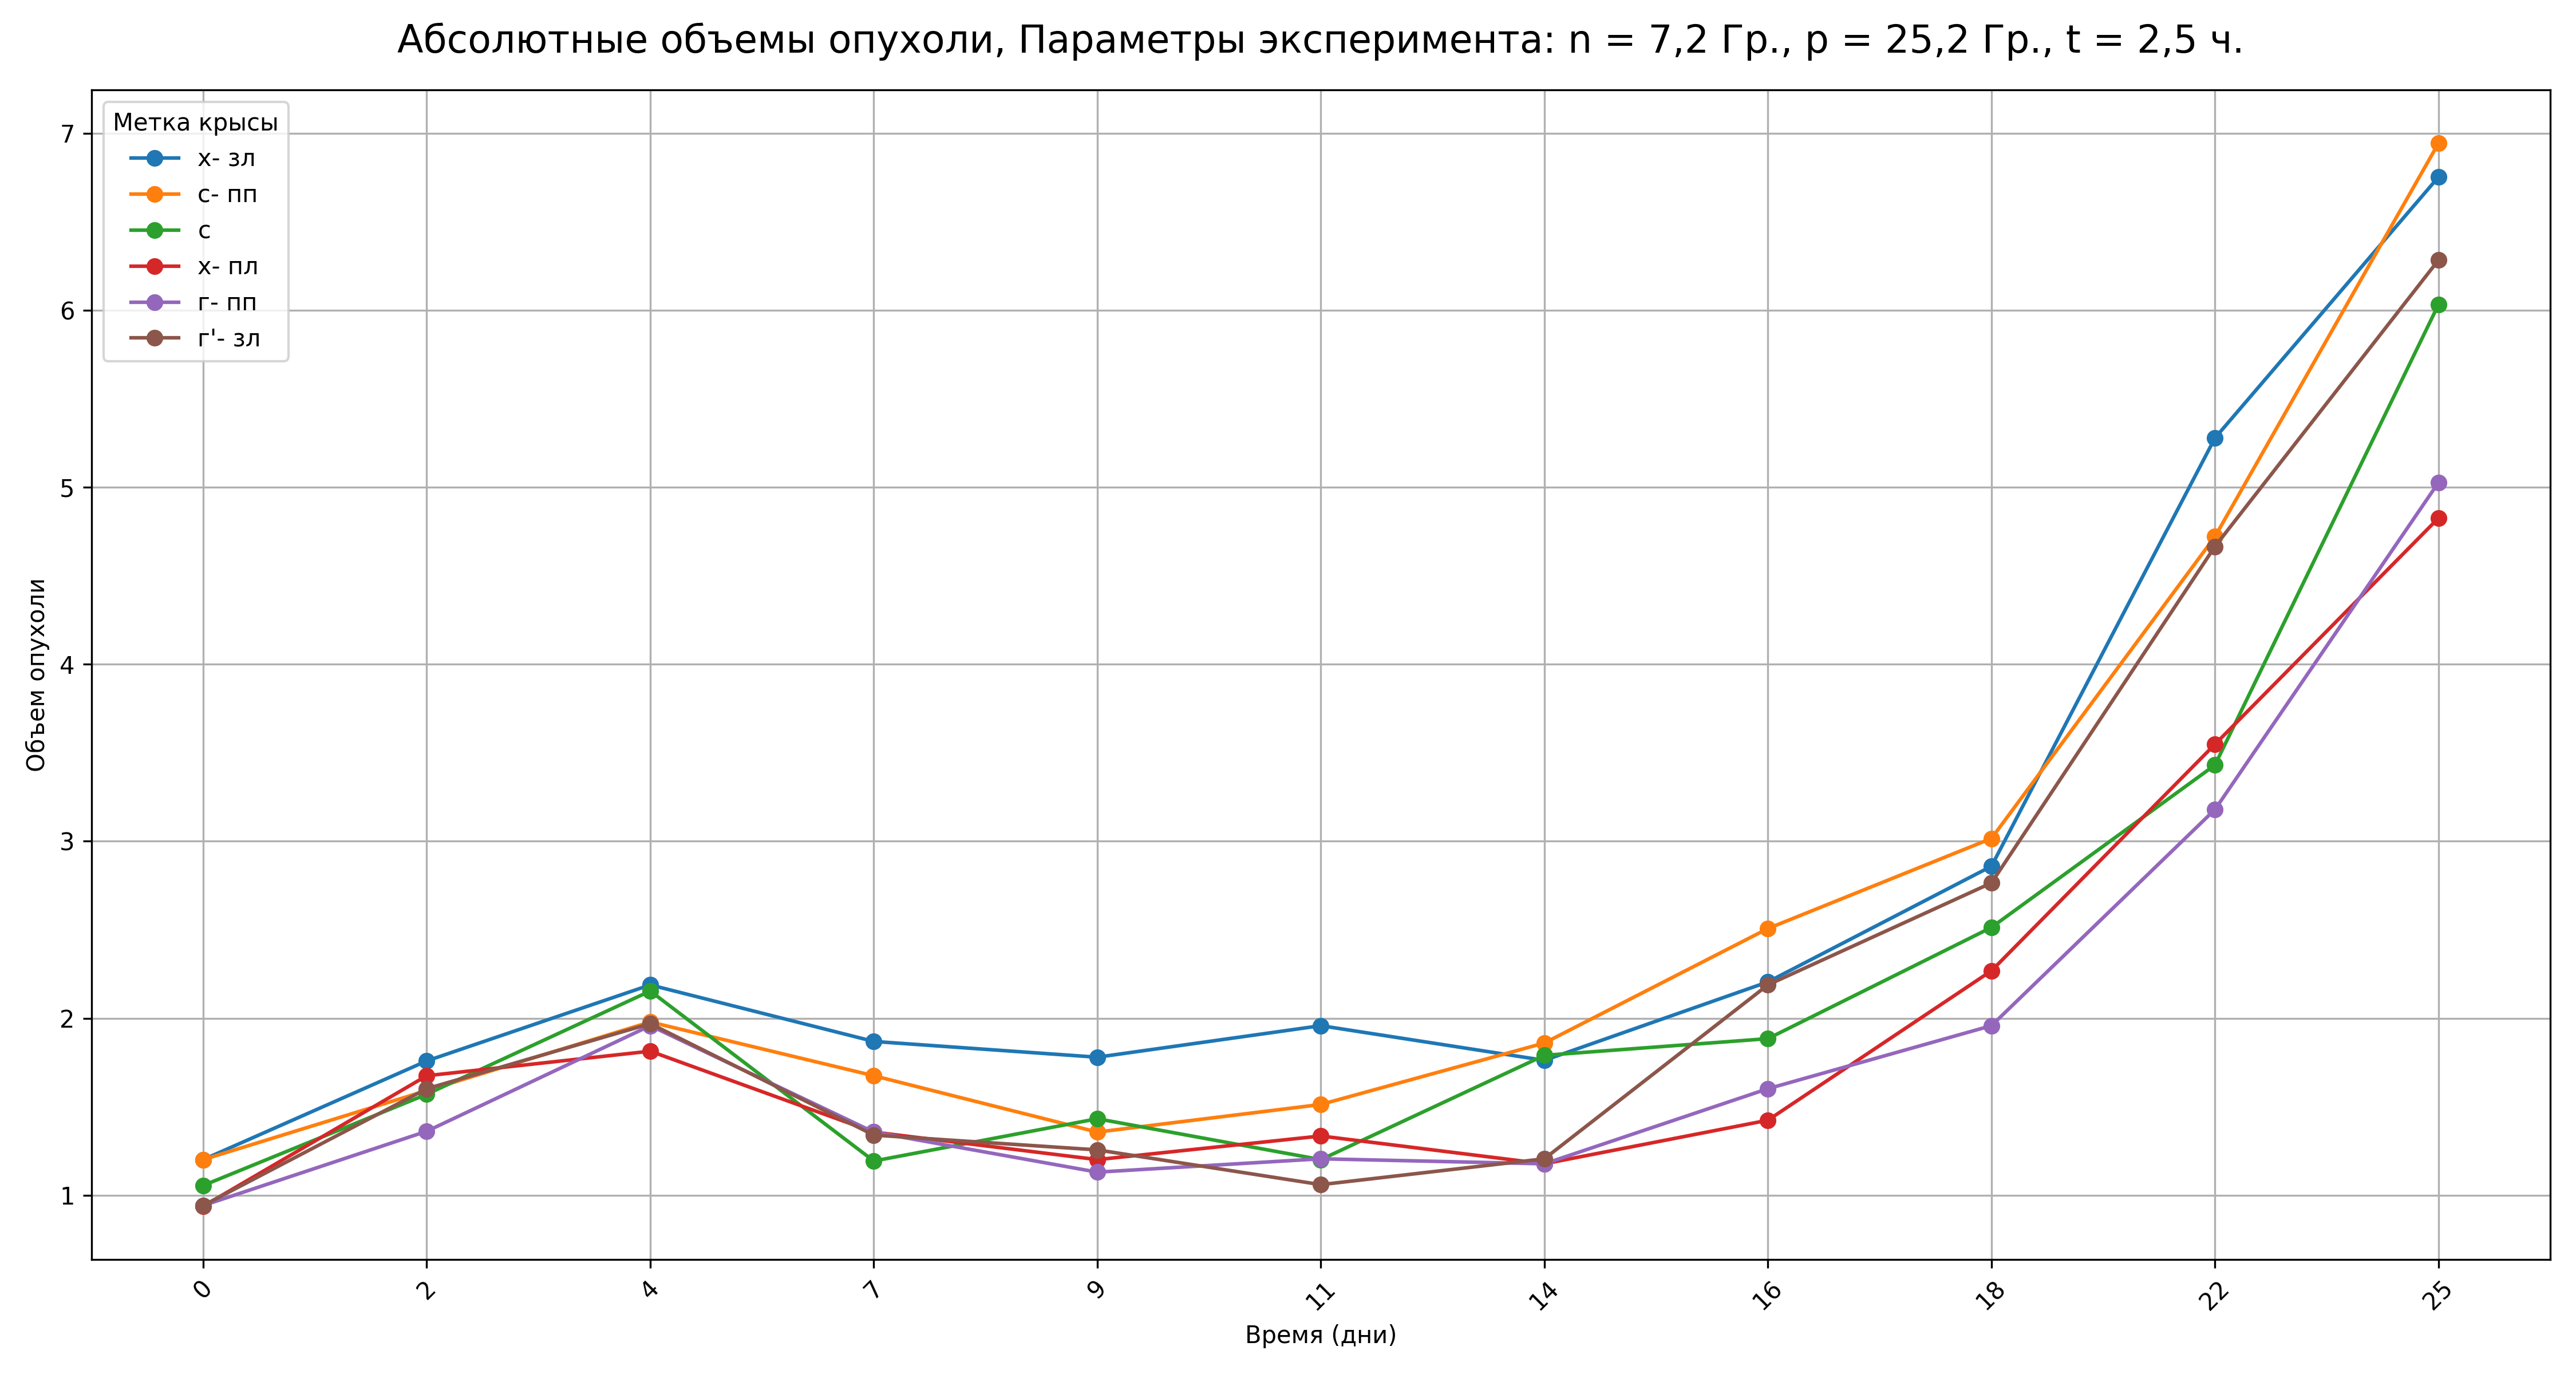 Абсолютные объемы опухоли, Параметры эксперимента: n = 7,2 Гр., p = 25,2 Гр., t = 2,5 ч.
Метка крысы
х- зл
с- пп
с
х- пл
г- пп
г'- зл
Объем опухоли
7
6
5
4
3
2
1
0 2 4 7 9 11 14 16 18 22 25
Время (дни)